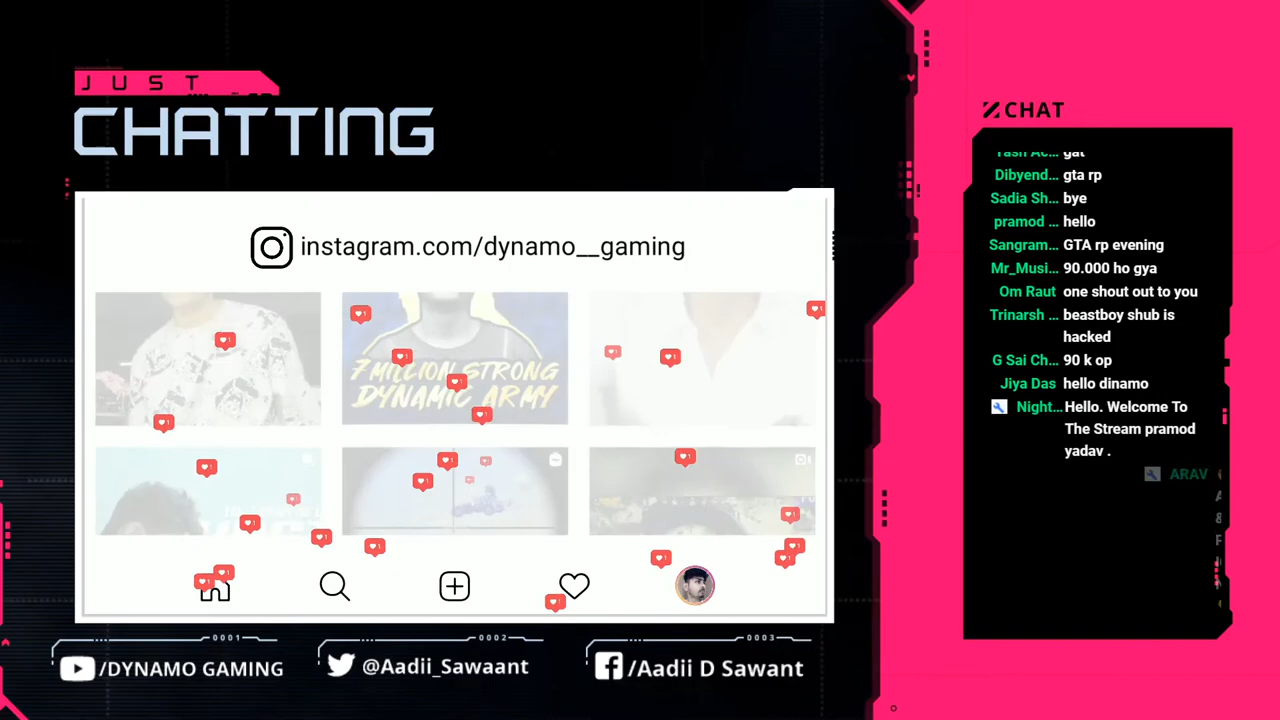 JUST
CHATTING
instagram.com/dynamo__gaming
7 MILLION STRONG
DYNAMIC ARMY
0001
/DYNAMO GAMING
0002
@Aadii_Sawaant
0003
/Aadii D Sawant
CHAT
gat
Dibyend… gta rp
Sadia Sh… bye
pramod … hello
Sangram… GTA rp evening
Mr_Musi… 90.000 ho gya
Om Raut one shout out to you
Trinarsh … beastboy shub is
hacked
G Sai Ch… 90 k op
Jiya Das hello dinamo
Night… Hello. Welcome To
The Stream pramod
yadav .
ARAV